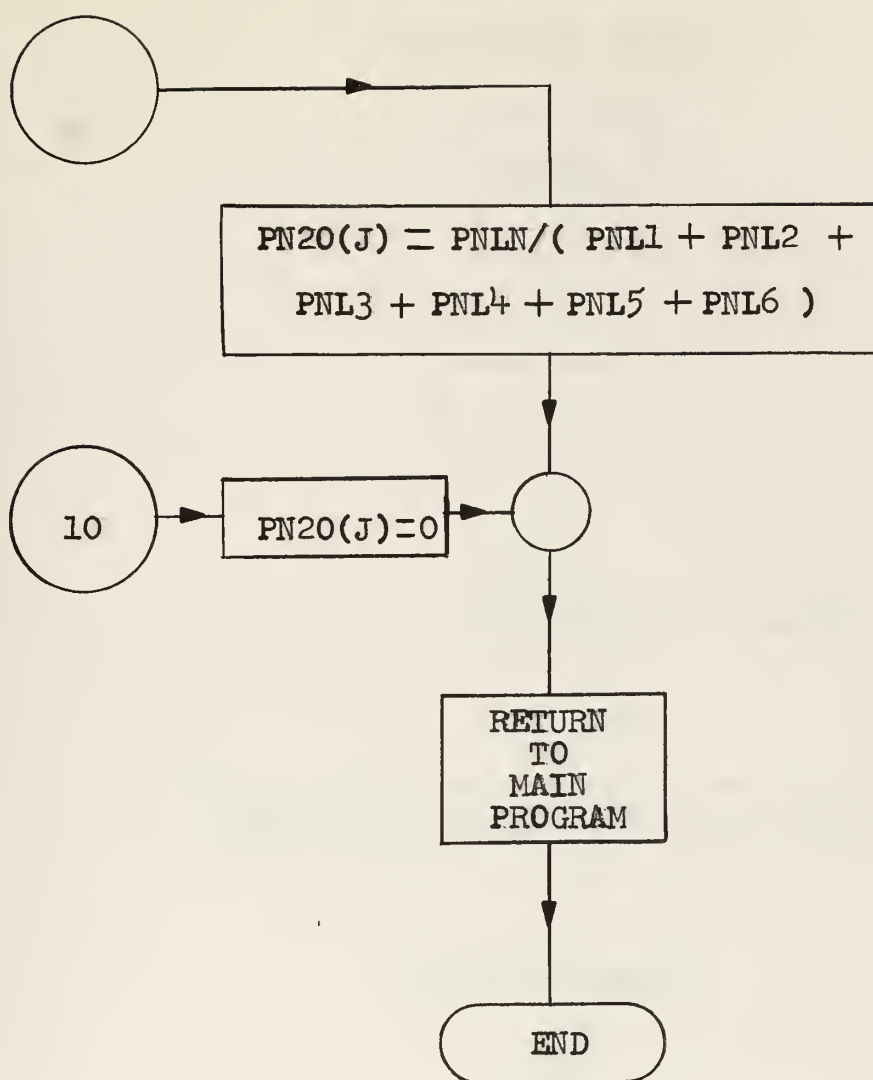 PN20(J) = PNLN/( PNL1 + PNL2 +
PNL3 + PNL4 + PNL5 + PNL6 )
10
PN20(J)=0
RETURN
TO
MAIN
PROGRAM
END